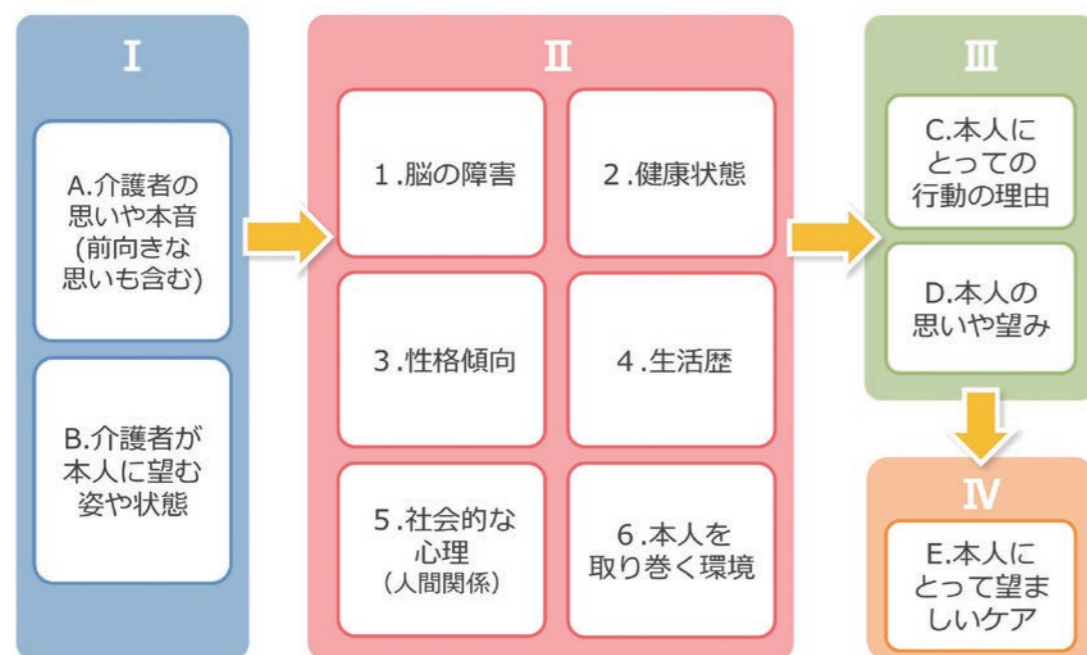 Ⅰ
A.介護者の
思いや本音
(前向きな
思いも含む)
B.介護者が
本人に望む
姿や状態
Ⅱ
1.脳の障害
2.健康状態
3.性格傾向
4.生活歴
5.社会的な
心理
（人間関係）
6.本人を
取り巻く環境
Ⅲ
C.本人に
とっての
行動の理由
D.本人の
思いや望み
Ⅳ
E.本人に
とって望ま
しいケア